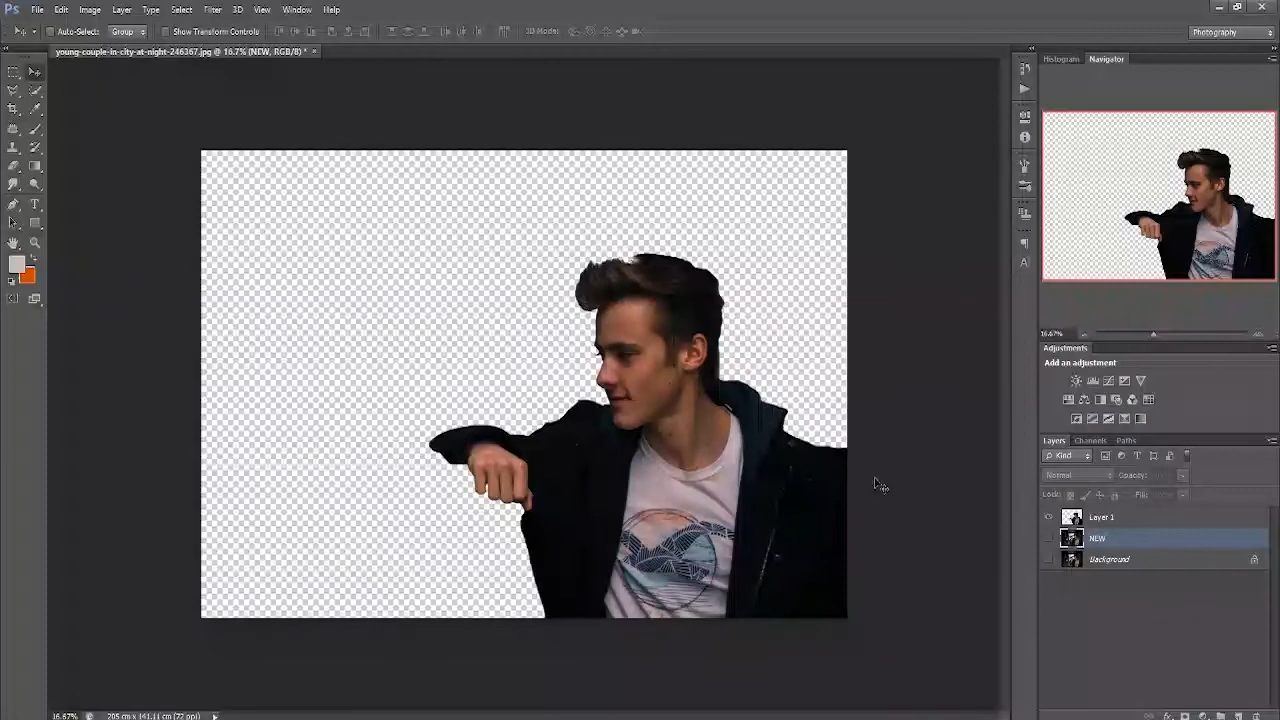 Ps File Edit Image Layer Type Select Filter 3D View Window Help
Auto-Select: Group Show Transform Controls 3D Mode: Photography
young-couple-in-city-at-night-246367.jpg @ 16.7% (NEW, RGB/8) * ×
Histogram Navigator
16.67%
Adjustments
Add an adjustment
Layers Channels Paths
Kind
Normal Opacity:
Lock: Fill:
Layer 1
NEW
Background
16.67% 205 cm x 141.11 cm (72 ppi)